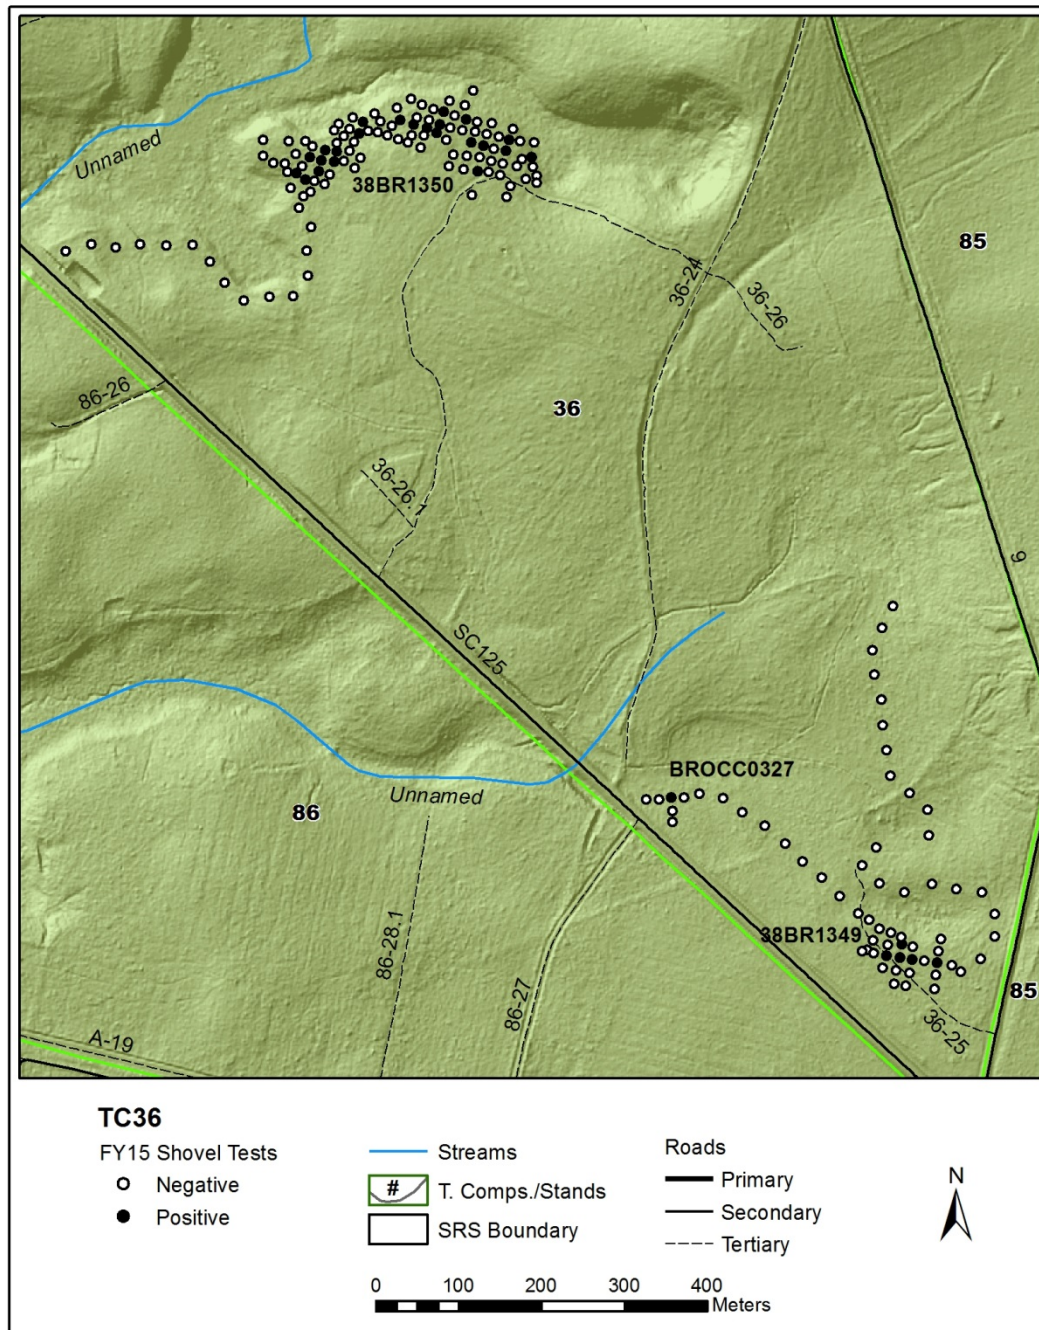 Unnamed
38BR1350
85
36-24
36-26
86-26
36
36-26.1
9
SC125
BROCC0327
Unnamed
86
38BR1349
86-28.1
86-27
85
36-25
A-19
TC36
FY15 Shovel Tests
Negative
Positive
Streams
#
T. Comps./Stands
SRS Boundary
Roads
Primary
Secondary
Tertiary
N
0 100 200 300 400
Meters